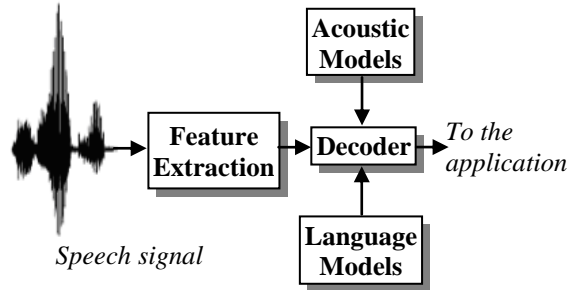 Acoustic
Models
Feature
Extraction
Decoder
To the
application
Speech signal
Language
Models